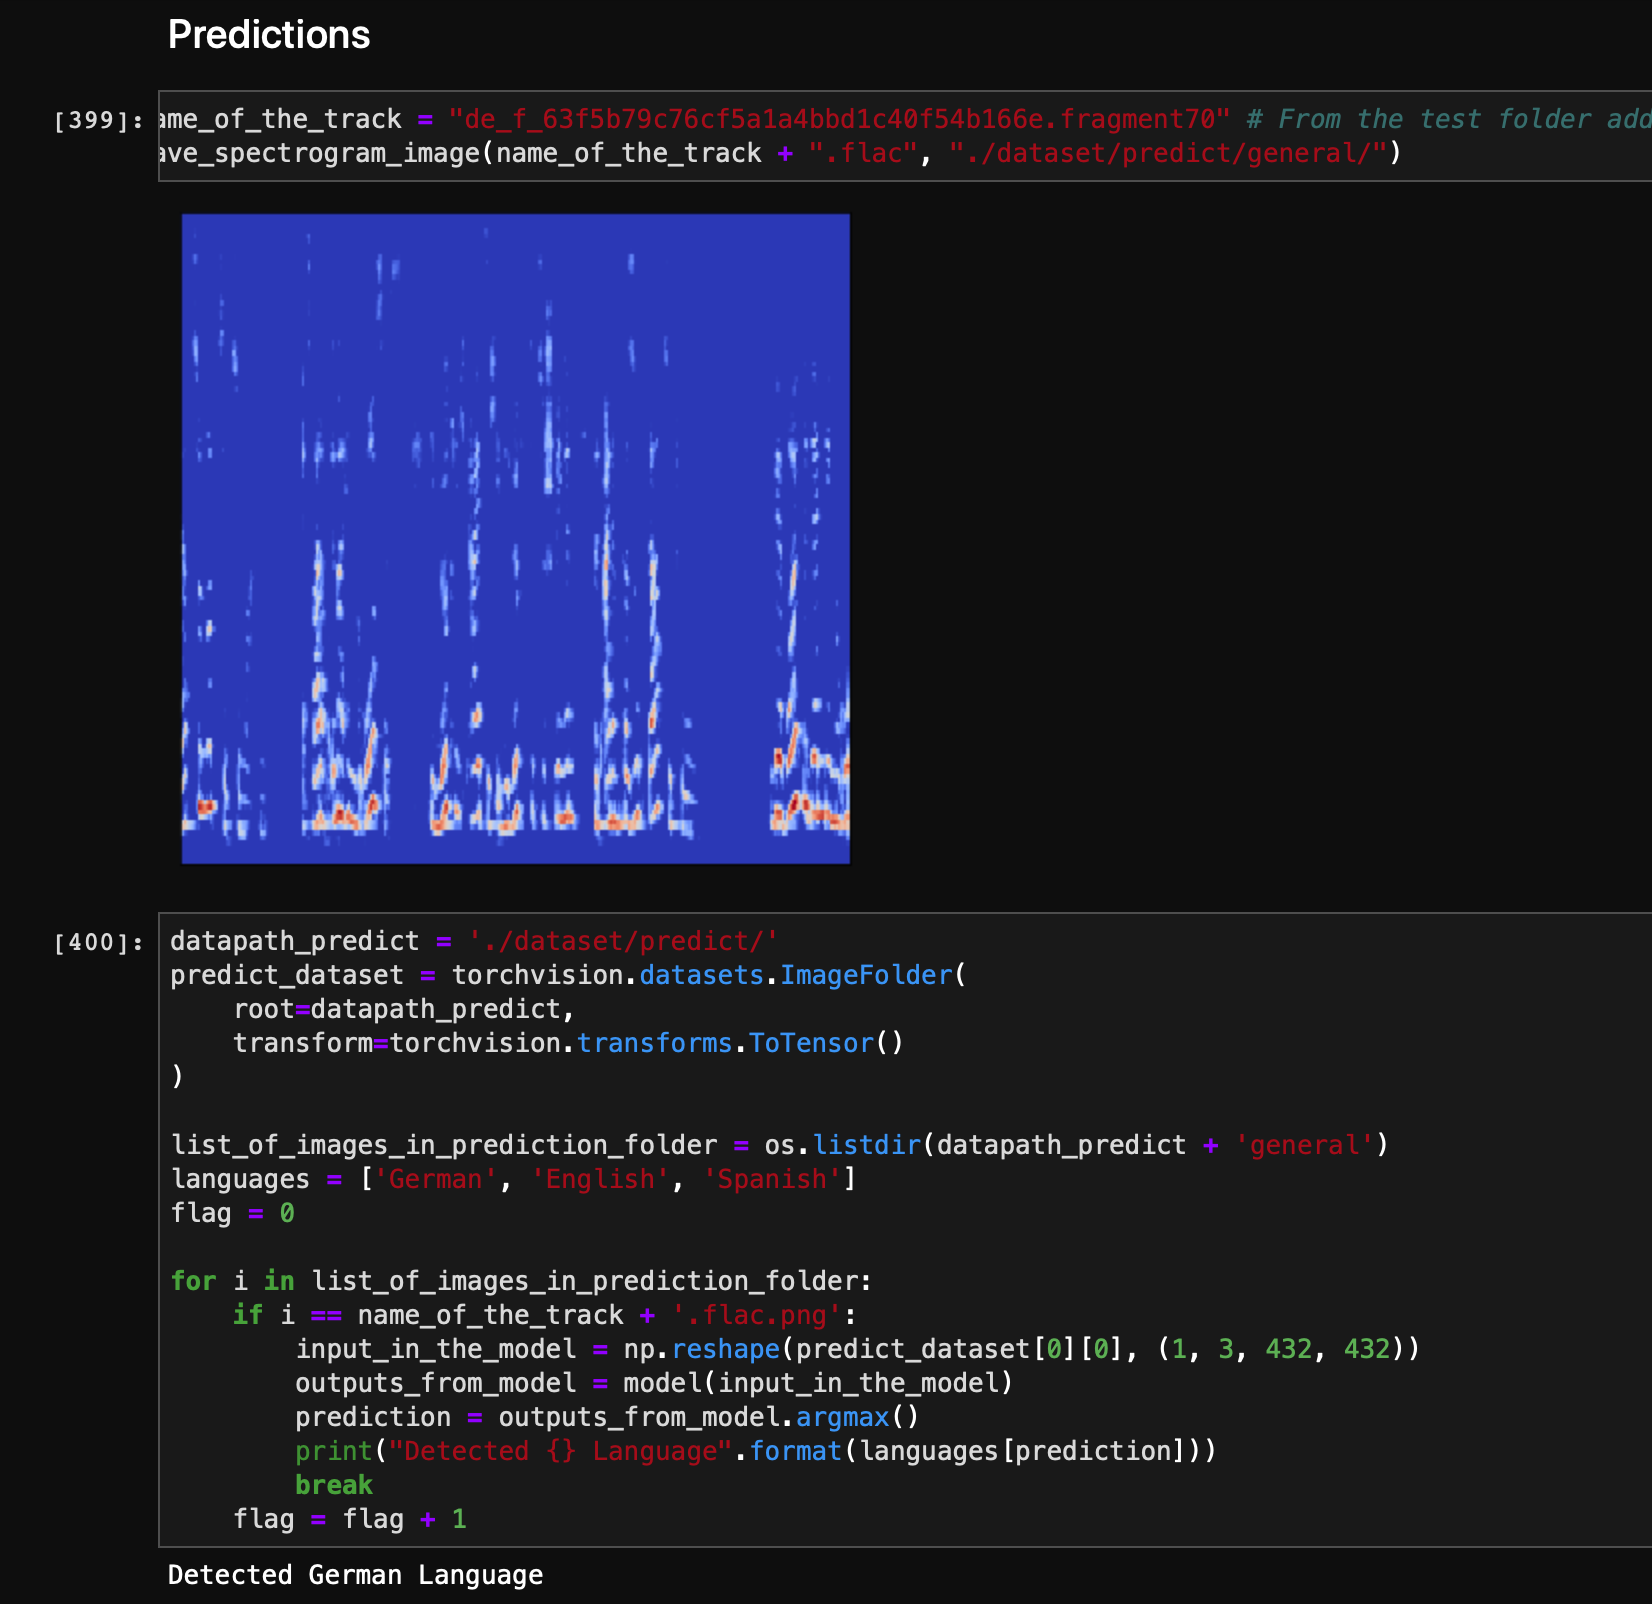 Predictions
[399]: ame_of_the_track = "de_f_63f5b79c76cf5a1a4bbd1c40f54b166e.fragment70" # From the test folder add
ave_spectrogram_image(name_of_the_track + ".flac", "./dataset/predict/general/")
[400]: datapath_predict = './dataset/predict/'
predict_dataset = torchvision.datasets.ImageFolder(
    root=datapath_predict,
    transform=torchvision.transforms.ToTensor()
)
list_of_images_in_prediction_folder = os.listdir(datapath_predict + 'general')
languages = ['German', 'English', 'Spanish']
flag = 0
for i in list_of_images_in_prediction_folder:
    if i == name_of_the_track + '.flac.png':
        input_in_the_model = np.reshape(predict_dataset[0][0], (1, 3, 432, 432))
        outputs_from_model = model(input_in_the_model)
        prediction = outputs_from_model.argmax()
        print("Detected {} Language".format(languages[prediction]))
        break
    flag = flag + 1
Detected German Language